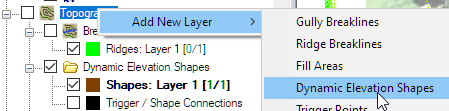 Topogr
Add New Layer
Gully Breaklines
Bre
Ridge Breaklines
Ridges: Layer 1 [0/1]
Fill Areas
Dynamic Elevation Shapes
Dynamic Elevation Shapes
Shapes: Layer 1 [1/1]
Trigger / Shape Connections
Trigger Points